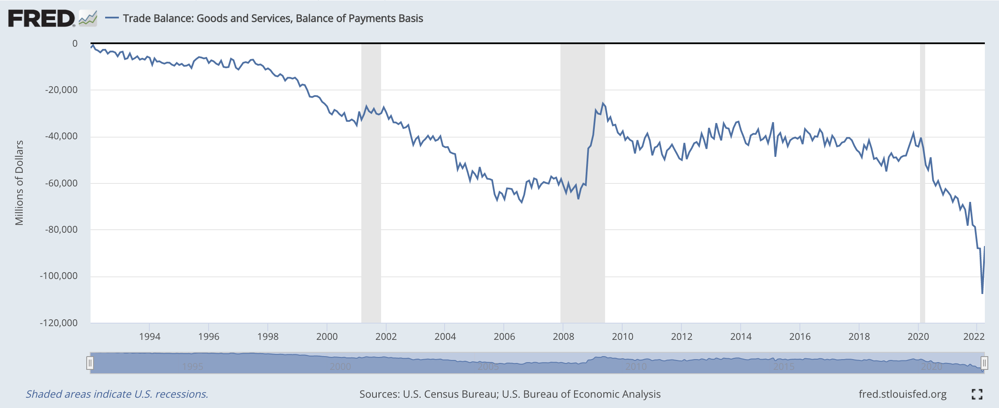 FRED® Trade Balance: Goods and Services, Balance of Payments Basis
Millions of Dollars
0
-20,000
-40,000
-60,000
-80,000
-100,000
-120,000
1994 1996 1998 2000 2002 2004 2006 2008 2010 2012 2014 2016 2018 2020 2022
1995 2000 2005 2010 2015 2020
Shaded areas indicate U.S. recessions. Sources: U.S. Census Bureau; U.S. Bureau of Economic Analysis fred.stlouisfed.org